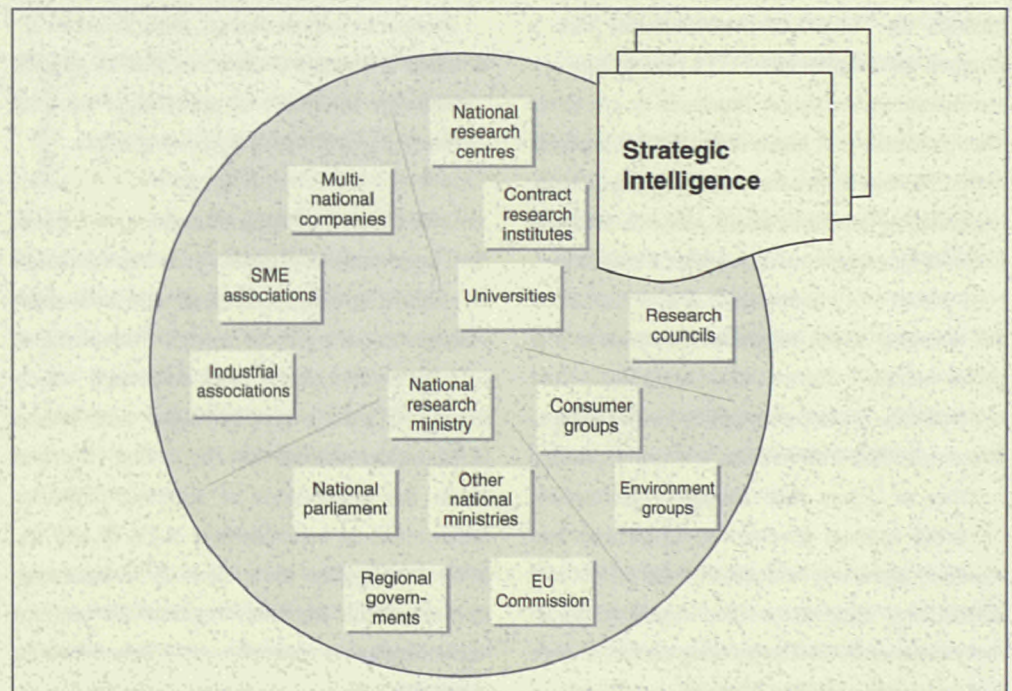 National
research
centres
Strategic
Intelligence
Multi-
national
companies
Contract
research
institutes
SME
associations
Universities
Research
councils
Industrial
associations
National
research
ministry
Consumer
groups
National
parliament
Other
national
ministries
Environment
groups
Regional
govern-
ments
EU
Commission